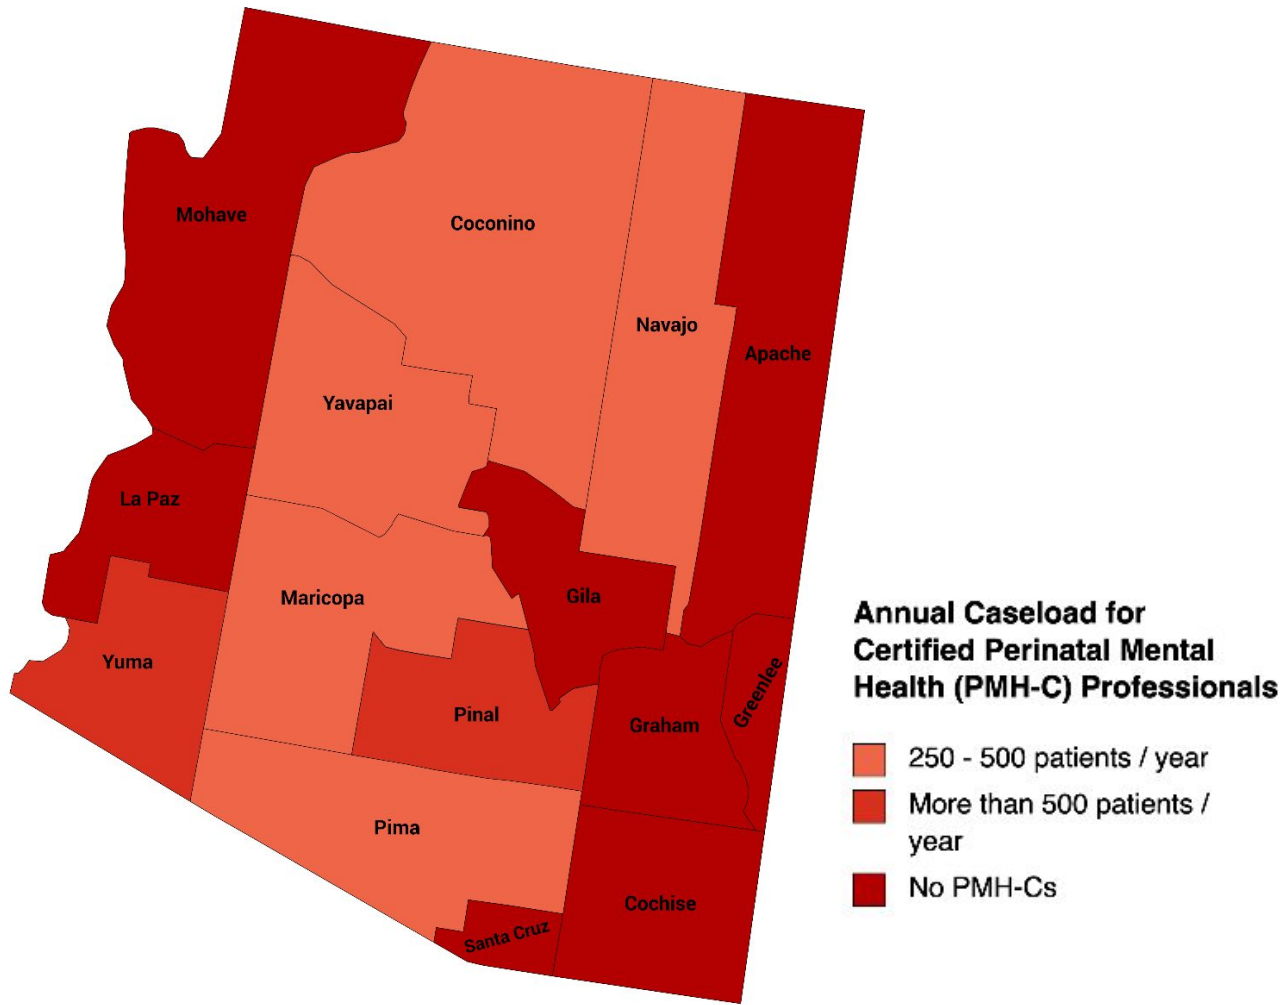 Mohave
Coconino
Navajo
Apache
Yavapai
La Paz
Maricopa
Gila
Yuma
Pinal
Graham
Greenlee
Pima
Cochise
Santa Cruz
Annual Caseload for
Certified Perinatal Mental
Health (PMH-C) Professionals
250 - 500 patients / year
More than 500 patients /
year
No PMH-Cs